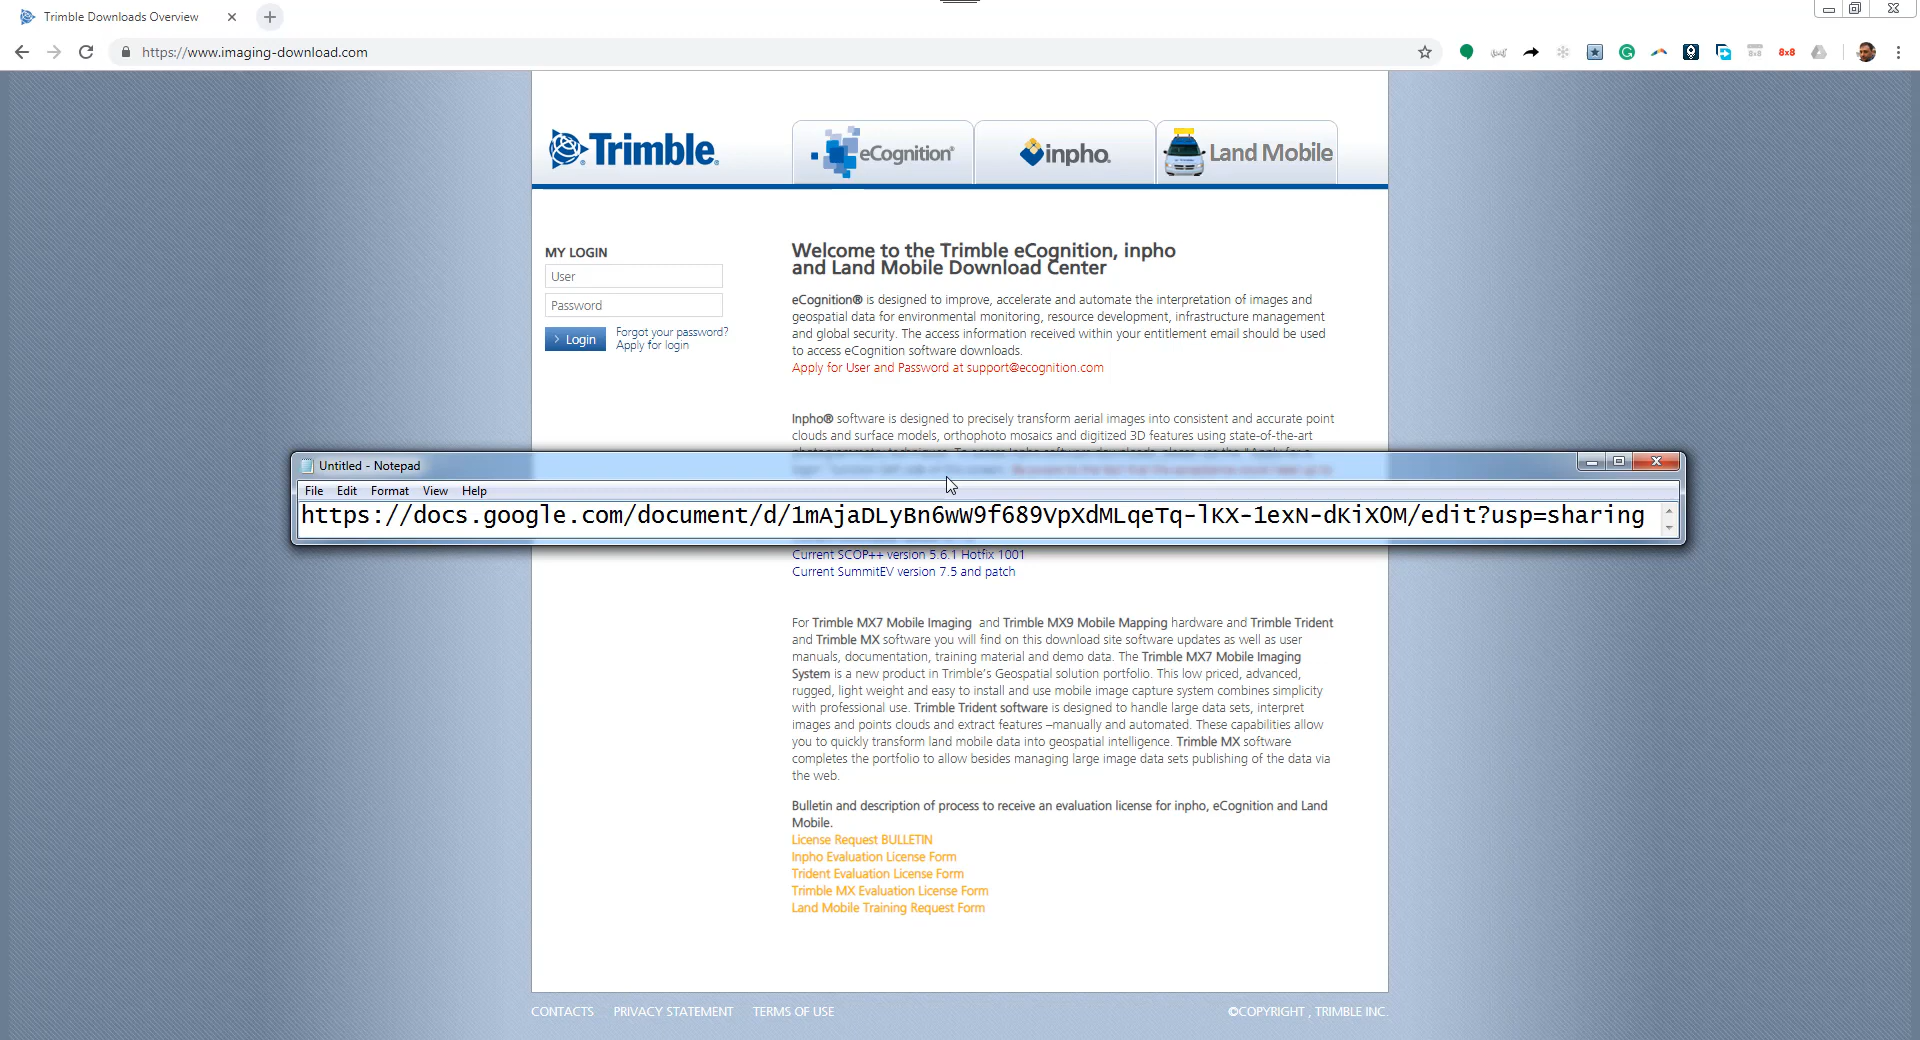 Trimble Downloads Overview
https://www.imaging-download.com
8x8
8x8
Trimble
eCognition®
inpho®
Land Mobile
MY LOGIN
User
Password
Login
Forgot your password?
Apply for login
Welcome to the Trimble eCognition, inpho
and Land Mobile Download Center
eCognition® is designed to improve, accelerate and automate the interpretation of images and
geospatial data for environmental monitoring, resource development, infrastructure management
and global security. The access information received within your entitlement email should be used
to access eCognition software downloads.
Apply for User and Password at support@ecognition.com
Inpho® software is designed to precisely transform aerial images into consistent and accurate point
clouds and surface models, orthophoto mosaics and digitized 3D features using state-of-the-art
Untitled - Notepad
File Edit Format View Help
https://docs.google.com/document/d/1mAjaDLyBn6wW9f689VpXdMLqeTq-lKX-1exN-dKiXOM/edit?usp=sharing
Current SCOP++ version 5.6.1 Hotfix 1001
Current SummitEV version 7.5 and patch
For Trimble MX7 Mobile Imaging and Trimble MX9 Mobile Mapping hardware and Trimble Trident
and Trimble MX software you will find on this download site software updates as well as user
manuals, documentation, training material and demo data. The Trimble MX7 Mobile Imaging
System is a new product in Trimble's Geospatial solution portfolio. This low priced, advanced,
rugged, light weight and easy to install and use mobile image capture system combines simplicity
with professional use. Trimble Trident software is designed to handle large data sets, interpret
images and points clouds and extract features –manually and automated. These capabilities allow
you to quickly transform land mobile data into geospatial intelligence. Trimble MX software
completes the portfolio to allow besides managing large image data sets publishing of the data via
the web.
Bulletin and description of process to receive an evaluation license for inpho, eCognition and Land
Mobile.
License Request BULLETIN
Inpho Evaluation License Form
Trident Evaluation License Form
Trimble MX Evaluation License Form
Land Mobile Training Request Form
CONTACTS PRIVACY STATEMENT TERMS OF USE
©COPYRIGHT , TRIMBLE INC.